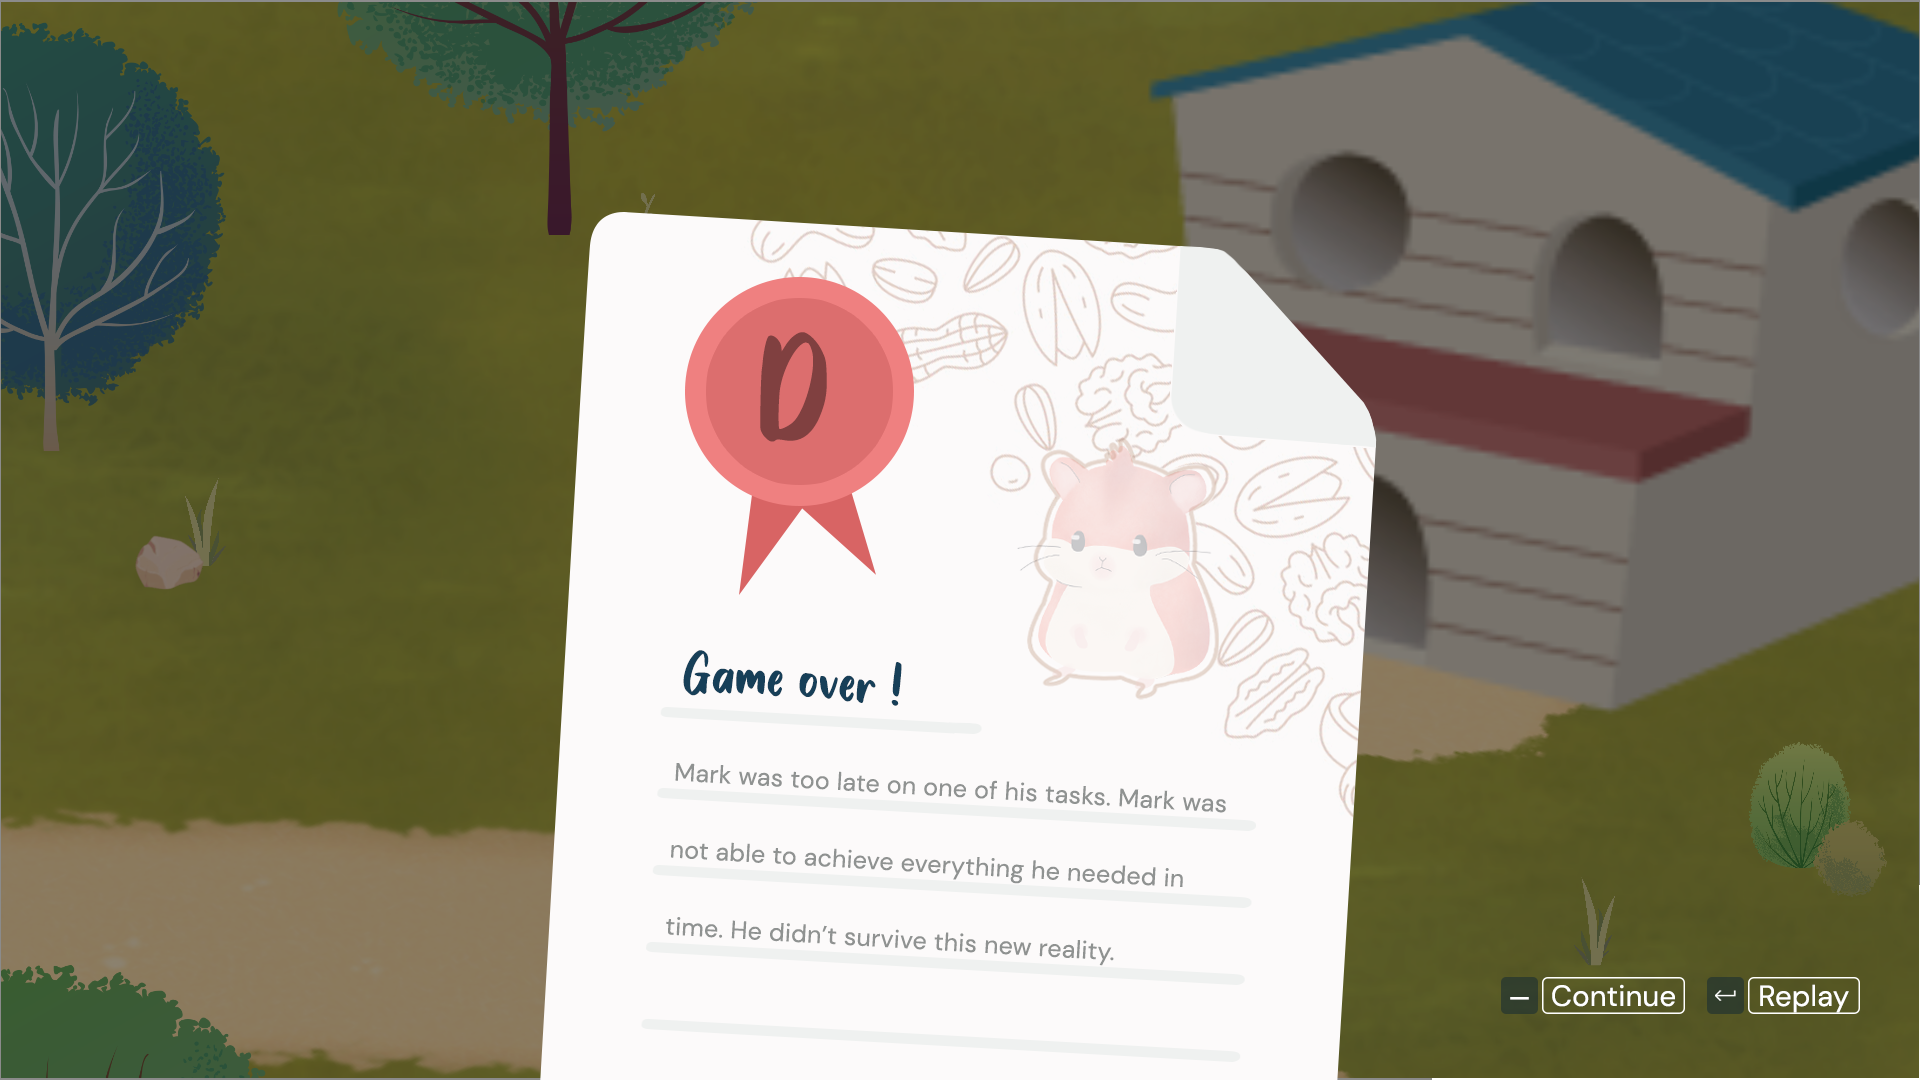 D
Game over !
Mark was too late on one of his tasks. Mark was
not able to achieve everything he needed in
time. He didn’t survive this new reality.
– Continue ↵ Replay